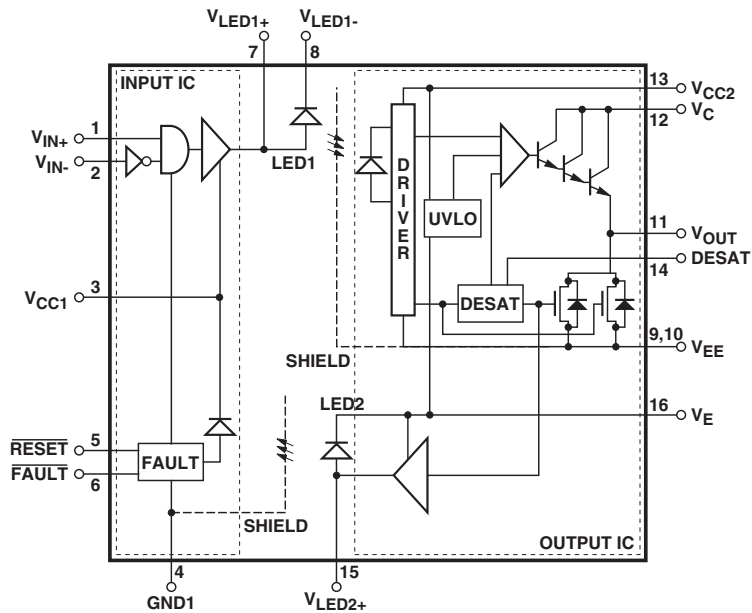 VLED1+
VLED1-
7
8
INPUT IC
13
VCC2
VC
12
1
VIN+
VIN-
2
LED1
DRIVER
UVLO
11
VOUT
DESAT
14
3
VCC1
DESAT
9,10
VEE
SHIELD
LED2
16
VE
5
RESET
FAULT
FAULT
6
SHIELD
OUTPUT IC
4
15
GND1
VLED2+